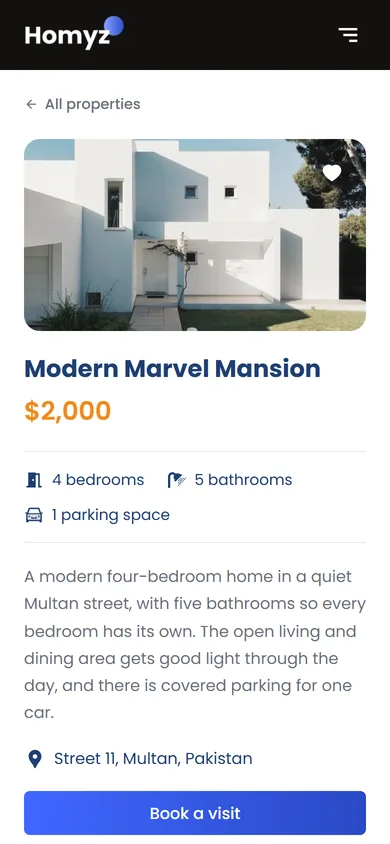 Homyz
All properties
Modern Marvel Mansion
$2,000
4 bedrooms 5 bathrooms
1 parking space
A modern four-bedroom home in a quiet
Multan street, with five bathrooms so every
bedroom has its own. The open living and
dining area gets good light through the
day, and there is covered parking for one
car.
Street 11, Multan, Pakistan
Book a visit